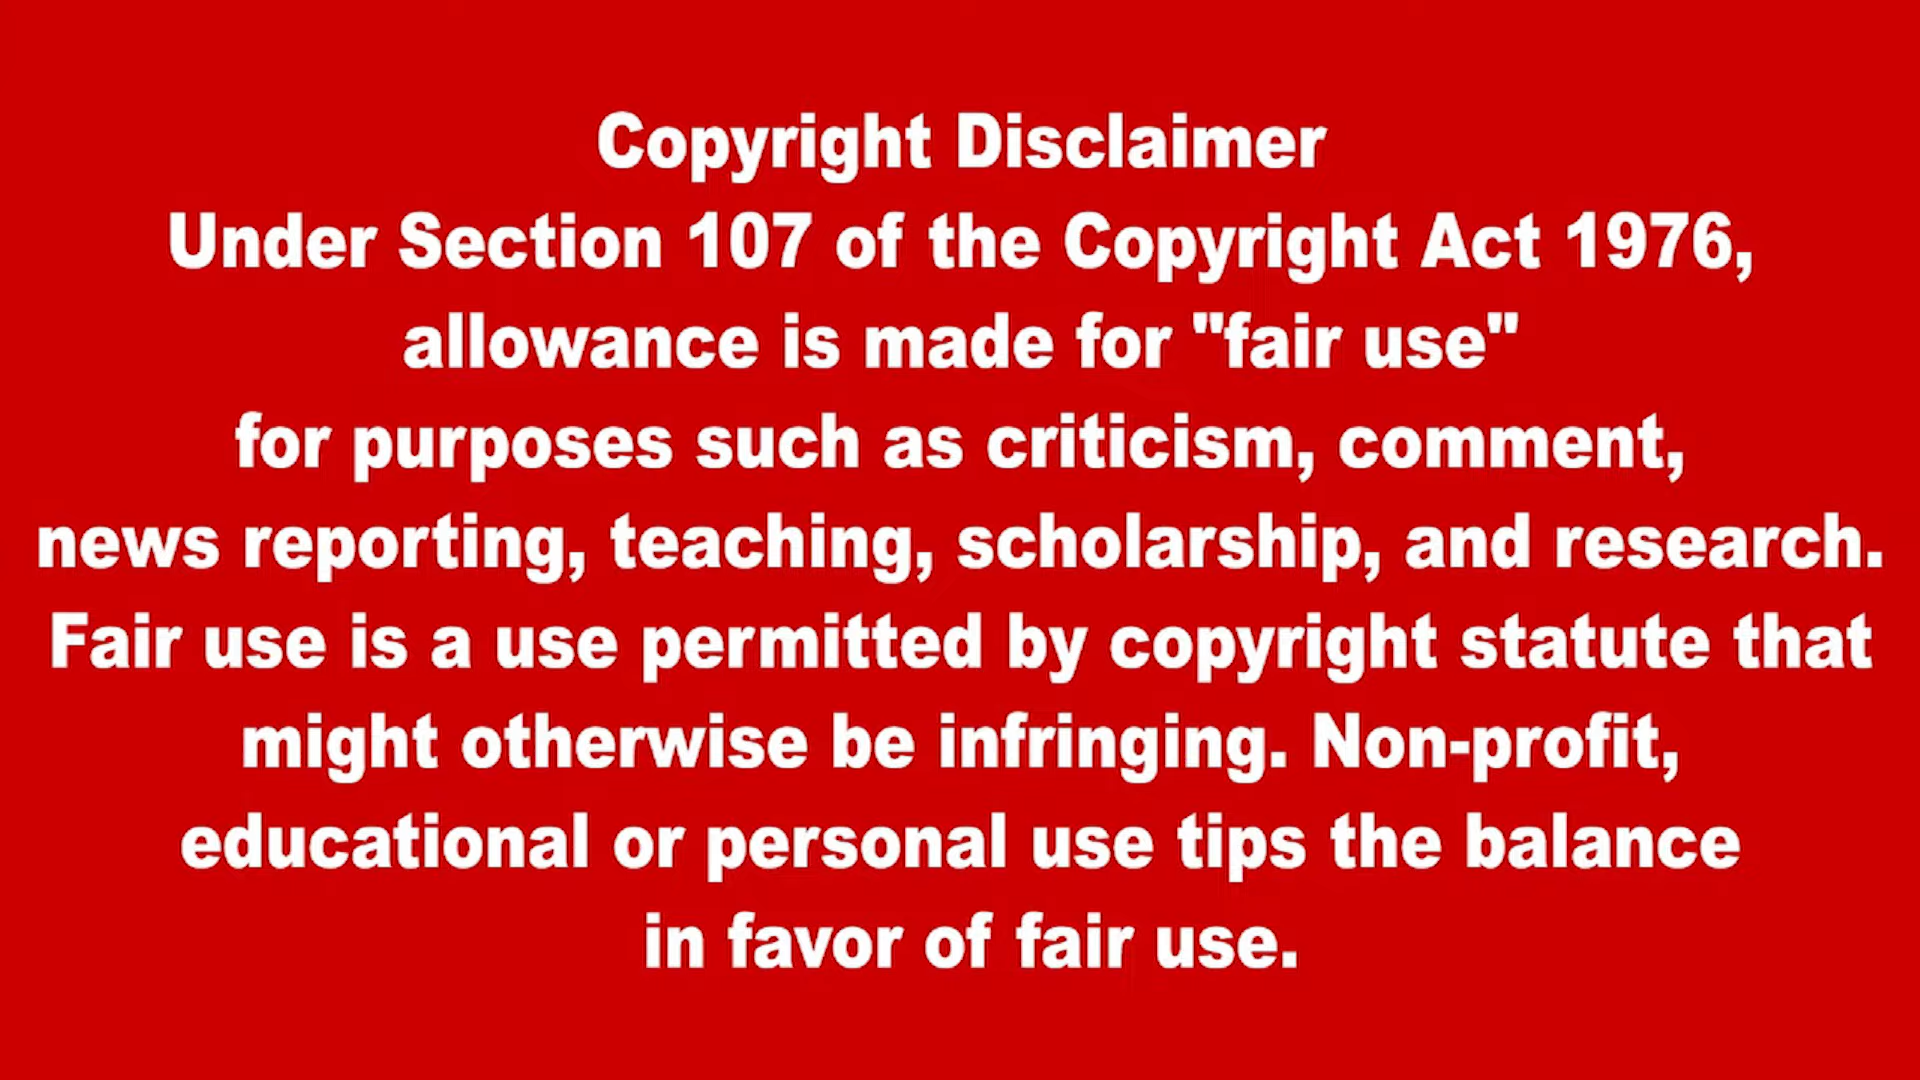 Copyright Disclaimer
Under Section 107 of the Copyright Act 1976,
allowance is made for "fair use"
for purposes such as criticism, comment,
news reporting, teaching, scholarship, and research.
Fair use is a use permitted by copyright statute that
might otherwise be infringing. Non-profit,
educational or personal use tips the balance
in favor of fair use.